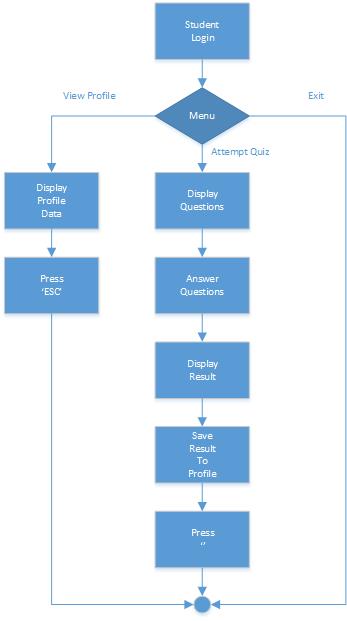 Student
Login
View Profile
Exit
Menu
Attempt Quiz
Display
Profile
Data
Display
Questions
Press
‘ESC’
Answer
Questions
Display
Result
Save
Result
To
Profile
Press
‘’